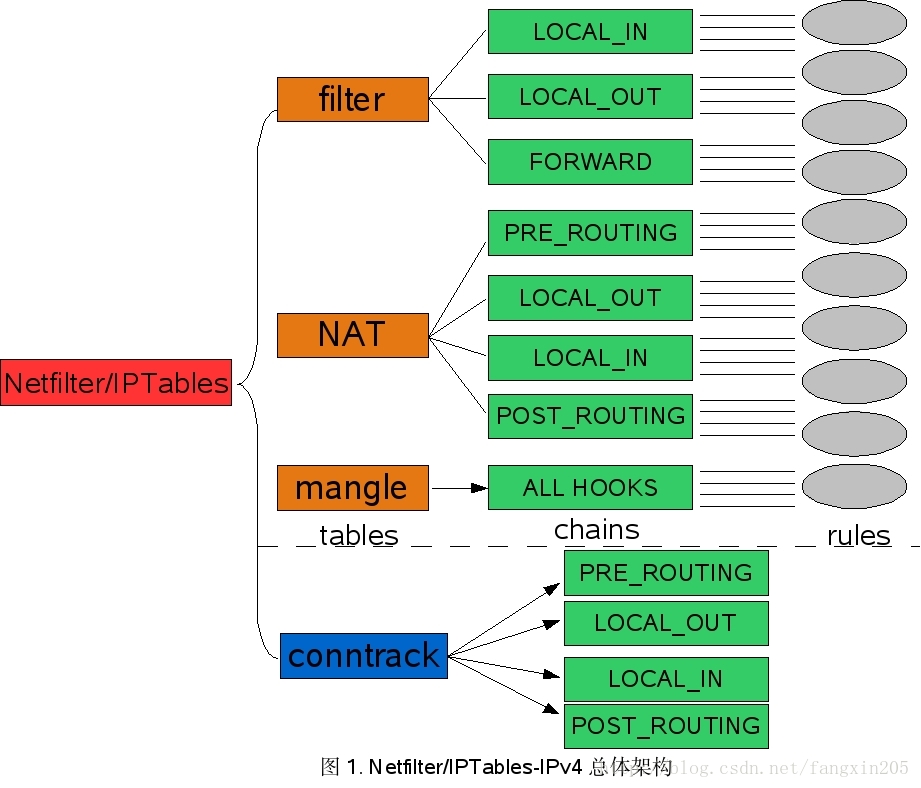 LOCAL_IN
filter
LOCAL_OUT
FORWARD
PRE_ROUTING
LOCAL_OUT
NAT
LOCAL_IN
Netfilter/IPTables
POST_ROUTING
mangle
ALL HOOKS
tables
chains
rules
PRE_ROUTING
LOCAL_OUT
conntrack
LOCAL_IN
POST_ROUTING
图 1. Netfilter/IPTables-IPv4 总体架构
blog.csdn.net/fangxin205